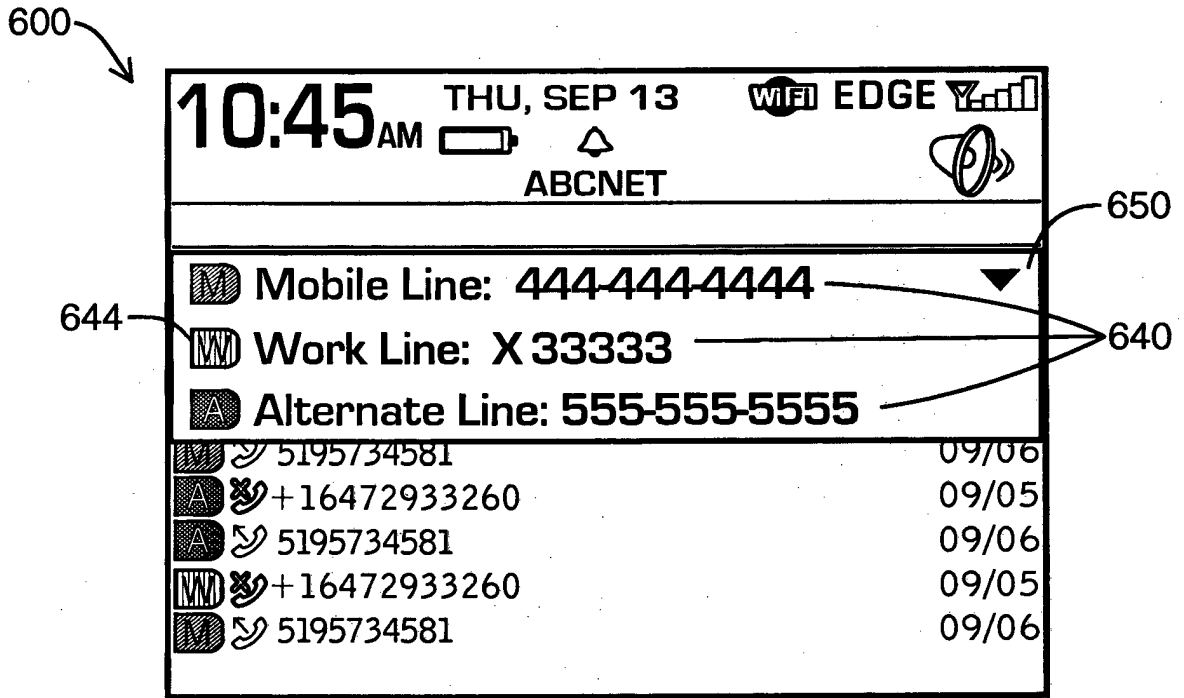 600
10:45 AM THU, SEP 13 WiFi EDGE
ABCNET
650
M Mobile Line: 444-444-4444
644
W Work Line: X 33333
640
A Alternate Line: 555-555-5555
M 5195734581 09/06
A +16472933260 09/05
A 5195734581 09/06
W +16472933260 09/05
M 5195734581 09/06